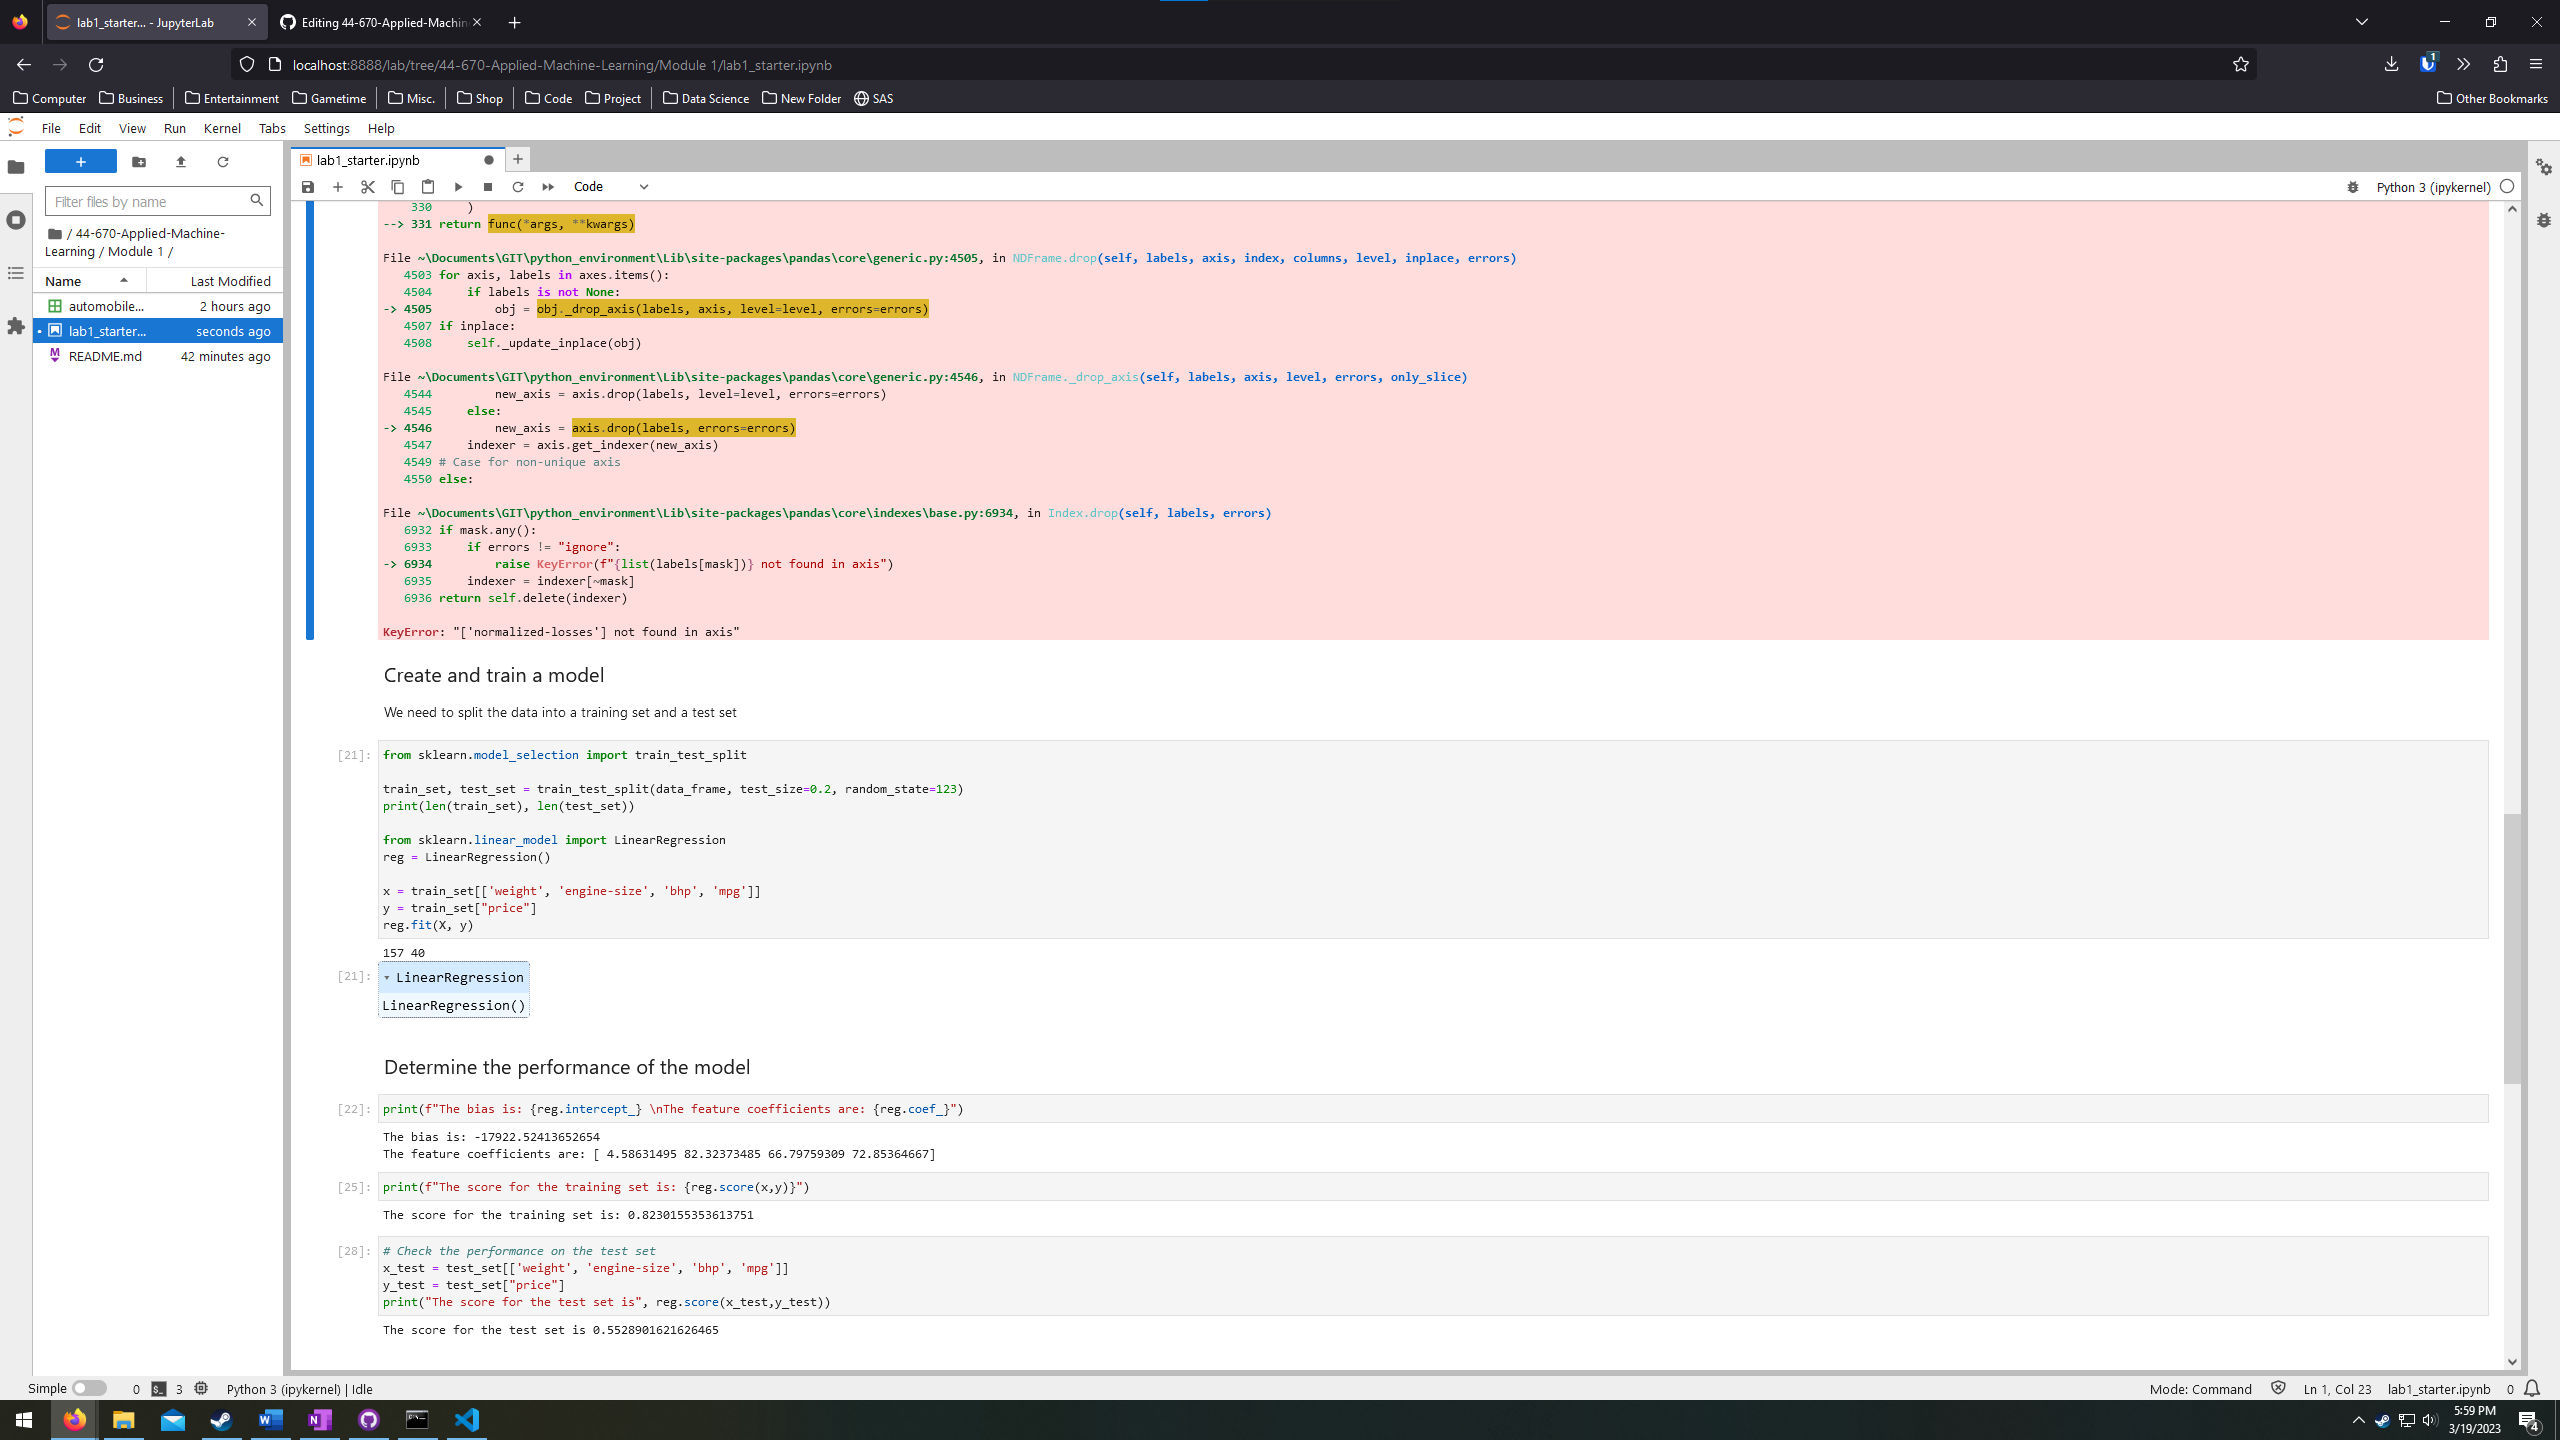 lab1_starter... - JupyterLab
Editing 44-670-Applied-Machin
localhost:8888/lab/tree/44-670-Applied-Machine-Learning/Module 1/lab1_starter.ipynb
1
Computer Business Entertainment Gametime Misc. Shop Code Project Data Science New Folder SAS Other Bookmarks
File Edit View Run Kernel Tabs Settings Help
lab1_starter.ipynb
Code
Python 3 (ipykernel)
Filter files by name
/ 44-670-Applied-Machine-
Learning / Module 1 /
Name Last Modified
automobile... 2 hours ago
lab1_starter... seconds ago
README.md 42 minutes ago
330 )
--> 331 return func(*args, **kwargs)
File ~\Documents\GIT\python_environment\Lib\site-packages\pandas\core\generic.py:4505, in NDFrame.drop(self, labels, axis, index, columns, level, inplace, errors)
4503 for axis, labels in axes.items():
4504 if labels is not None:
-> 4505 obj = obj._drop_axis(labels, axis, level=level, errors=errors)
4507 if inplace:
4508 self._update_inplace(obj)
File ~\Documents\GIT\python_environment\Lib\site-packages\pandas\core\generic.py:4546, in NDFrame._drop_axis(self, labels, axis, level, errors, only_slice)
4544 new_axis = axis.drop(labels, level=level, errors=errors)
4545 else:
-> 4546 new_axis = axis.drop(labels, errors=errors)
4547 indexer = axis.get_indexer(new_axis)
4549 # Case for non-unique axis
4550 else:
File ~\Documents\GIT\python_environment\Lib\site-packages\pandas\core\indexes\base.py:6934, in Index.drop(self, labels, errors)
6932 if mask.any():
6933 if errors != "ignore":
-> 6934 raise KeyError(f"{list(labels[mask])} not found in axis")
6935 indexer = indexer[~mask]
6936 return self.delete(indexer)
KeyError: "['normalized-losses'] not found in axis"
Create and train a model
We need to split the data into a training set and a test set
[21]: from sklearn.model_selection import train_test_split
train_set, test_set = train_test_split(data_frame, test_size=0.2, random_state=123)
print(len(train_set), len(test_set))
from sklearn.linear_model import LinearRegression
reg = LinearRegression()
x = train_set[['weight', 'engine-size', 'bhp', 'mpg']]
y = train_set["price"]
reg.fit(X, y)
157 40
[21]: LinearRegression
LinearRegression()
Determine the performance of the model
[22]: print(f"The bias is: {reg.intercept_} \nThe feature coefficients are: {reg.coef_}")
The bias is: -17922.52413652654
The feature coefficients are: [ 4.58631495 82.32373485 66.79759309 72.85364667]
[25]: print(f"The score for the training set is: {reg.score(x,y)}")
The score for the training set is: 0.8230155353613751
[28]: # Check the performance on the test set
x_test = test_set[['weight', 'engine-size', 'bhp', 'mpg']]
y_test = test_set["price"]
print("The score for the test set is", reg.score(x_test,y_test))
The score for the test set is 0.5528901621626465
Simple 0 3 Python 3 (ipykernel) | Idle Mode: Command Ln 1, Col 23 lab1_starter.ipynb 0
5:59 PM
3/19/2023
4